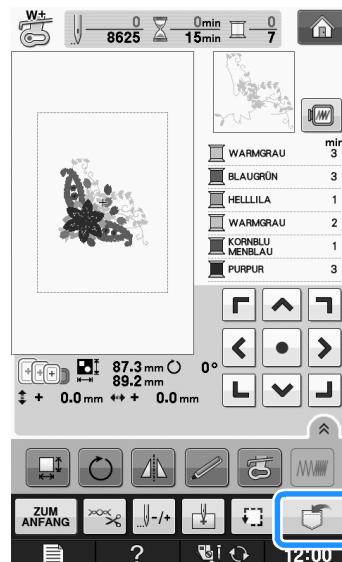 W+
0
8625
0min
15min
0
7
min
WARMGRAU 3
BLAUGRÜN 3
HELLLILA 1
WARMGRAU 2
KORNBLU
MENBLAU 1
PURPUR 3
87.3 mm 0°
89.2 mm
+ 0.0 mm + 0.0 mm
ZUM
ANFANG
-/+
? 12:00